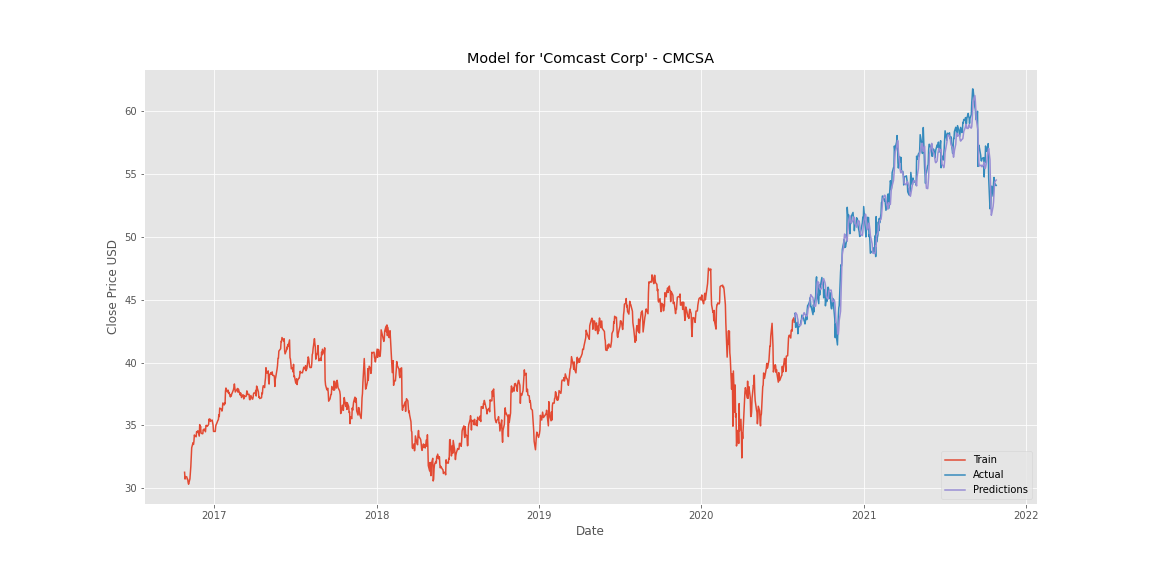 Model for 'Comcast Corp' - CMCSA
Close Price USD
60
55
50
45
40
35
30
Train
Actual
Predictions
2017 2018 2019 2020 2021 2022
Date